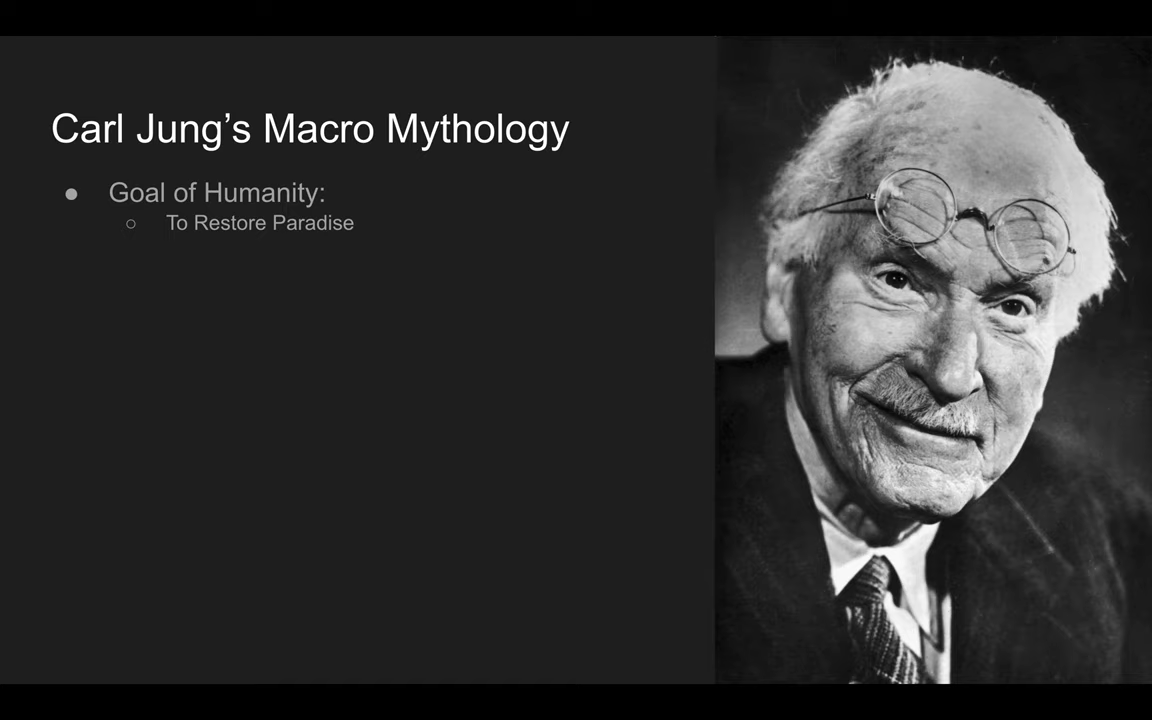 Carl Jung’s Macro Mythology
● Goal of Humanity:
○ To Restore Paradise